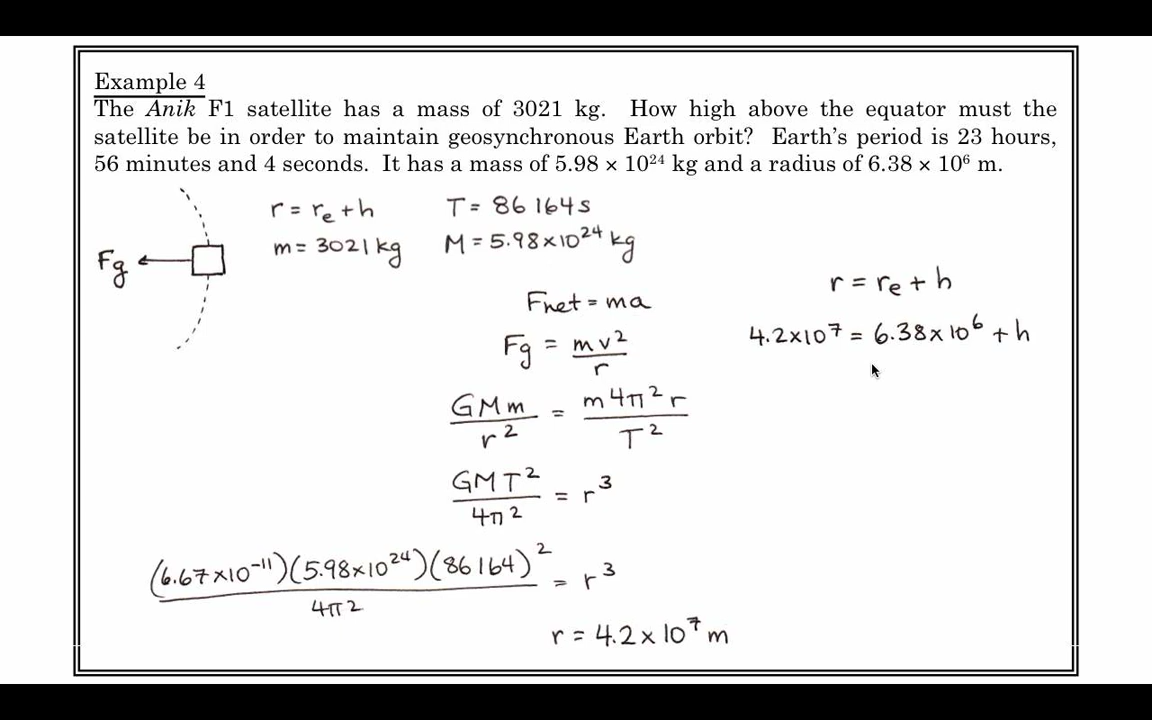 Example 4
The Anik F1 satellite has a mass of 3021 kg. How high above the equator must the
satellite be in order to maintain geosynchronous Earth orbit? Earth's period is 23 hours,
56 minutes and 4 seconds. It has a mass of 5.98 × 10²⁴ kg and a radius of 6.38 × 10⁶ m.
r = rₑ + h
T = 86 164 s
Fg
m = 3021 kg
M = 5.98 × 10²⁴ kg
Fnet = ma
Fg = mv²/r
GMm/r² = m4π²r/T²
GMT²/4π² = r³
(6.67×10⁻¹¹)(5.98×10²⁴)(86 164)²/4π² = r³
r = 4.2 × 10⁷ m
r = rₑ + h
4.2×10⁷ = 6.38×10⁶ + h